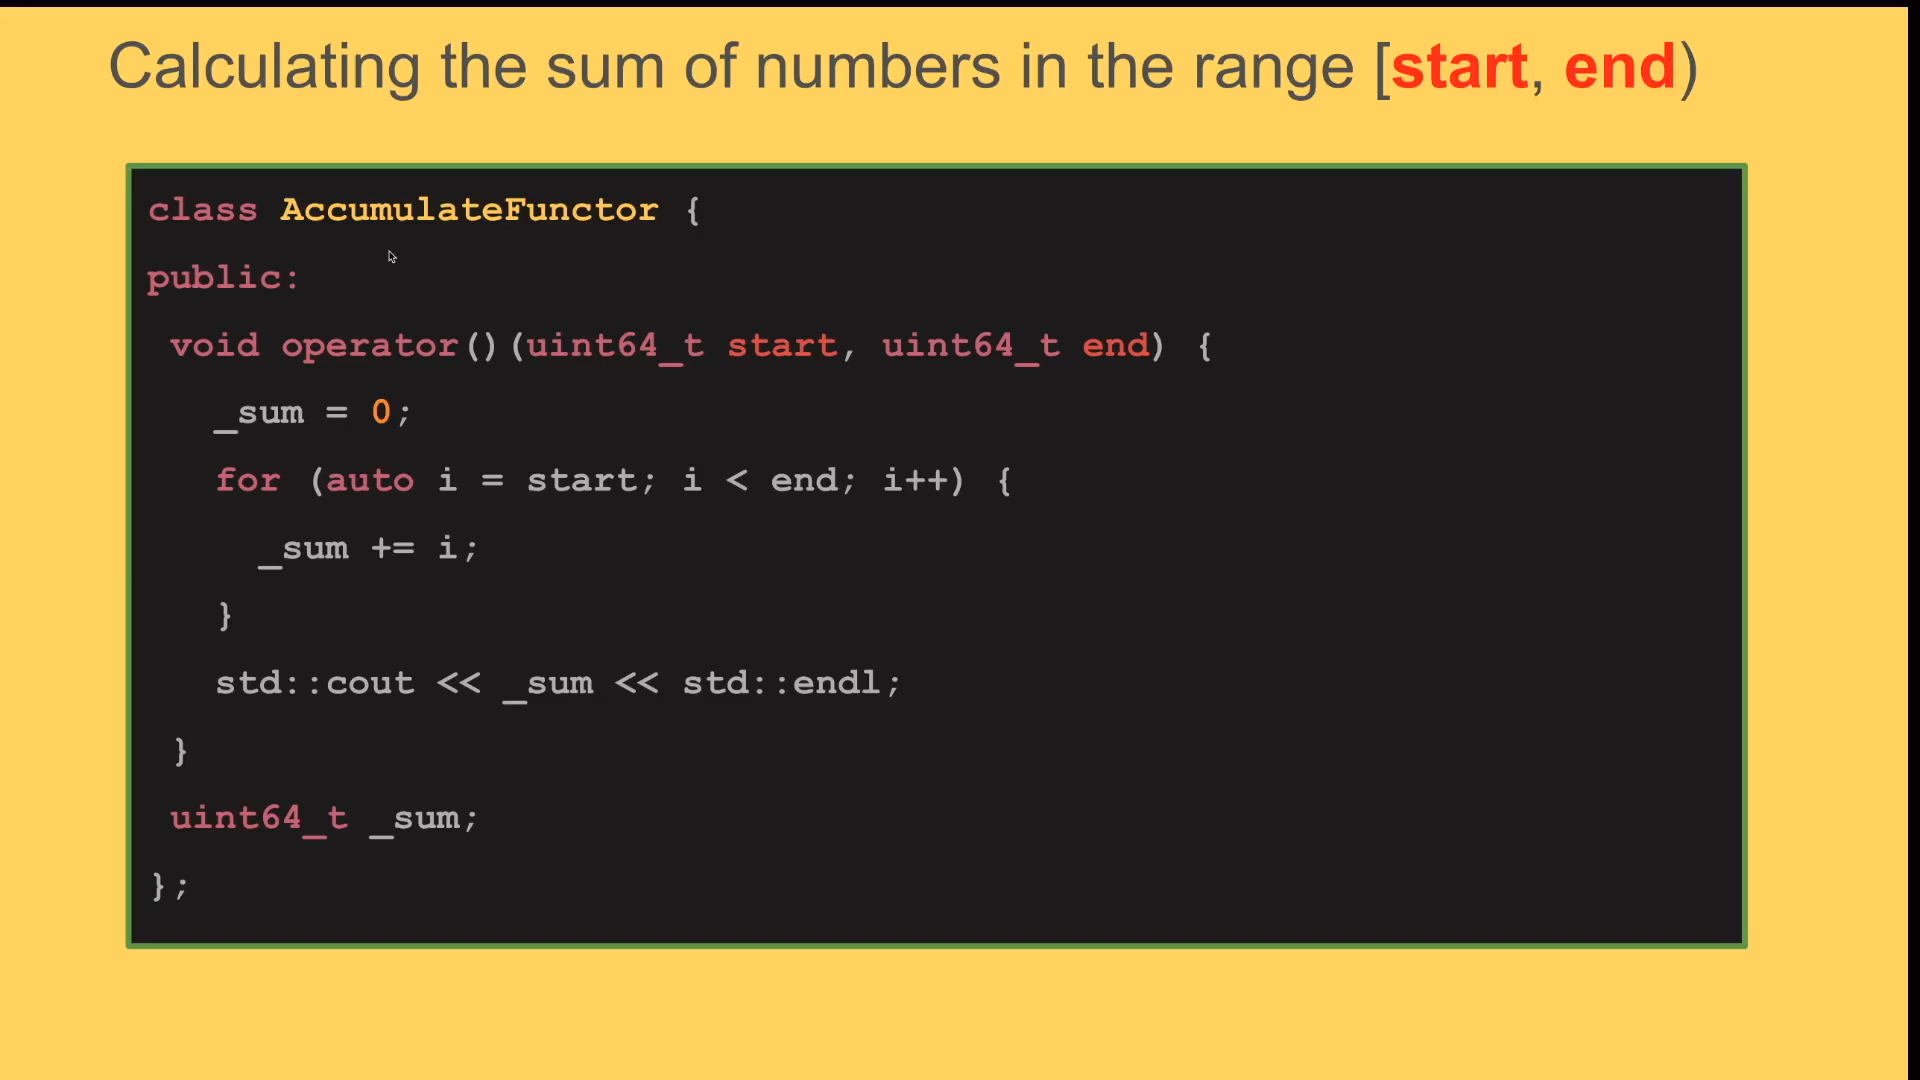 Calculating the sum of numbers in the range [start, end)
class AccumulateFunctor {
public:
 void operator()(uint64_t start, uint64_t end) {
   _sum = 0;
   for (auto i = start; i < end; i++) {
     _sum += i;
   }
   std::cout << _sum << std::endl;
 }
 uint64_t _sum;
};